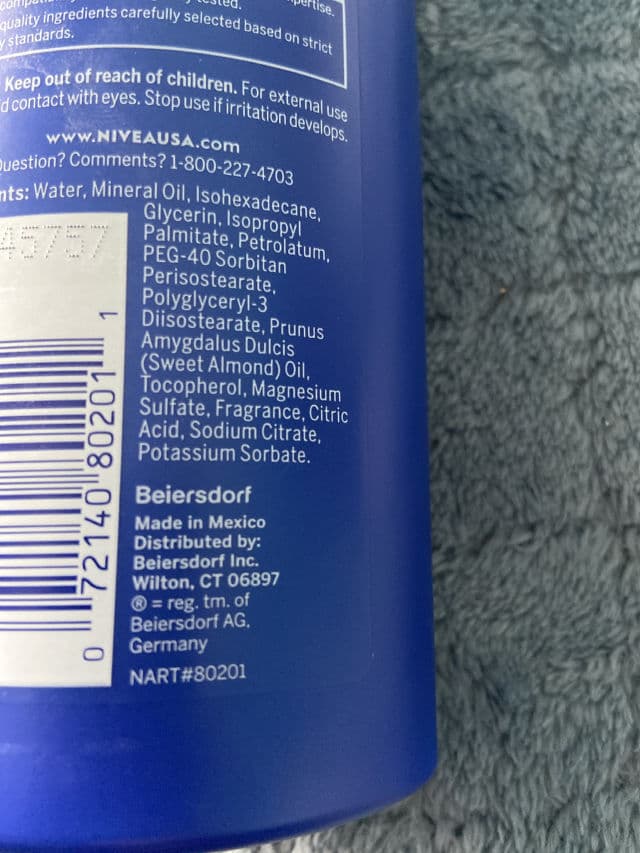 quality ingredients carefully selected based on strict
standards.
Keep out of reach of children. For external use
contact with eyes. Stop use if irritation develops.
www.NIVEAUSA.com
Question? Comments? 1-800-227-4703
nts: Water, Mineral Oil, Isohexadecane,
Glycerin, Isopropyl
Palmitate, Petrolatum,
PEG-40 Sorbitan
Perisostearate,
Polyglyceryl-3
Diisostearate, Prunus
Amygdalus Dulcis
(Sweet Almond) Oil,
Tocopherol, Magnesium
Sulfate, Fragrance, Citric
Acid, Sodium Citrate,
Potassium Sorbate.
45757
0 72140 80201 1
Beiersdorf
Made in Mexico
Distributed by:
Beiersdorf Inc.
Wilton, CT 06897
® = reg. tm. of
Beiersdorf AG,
Germany
NART#80201